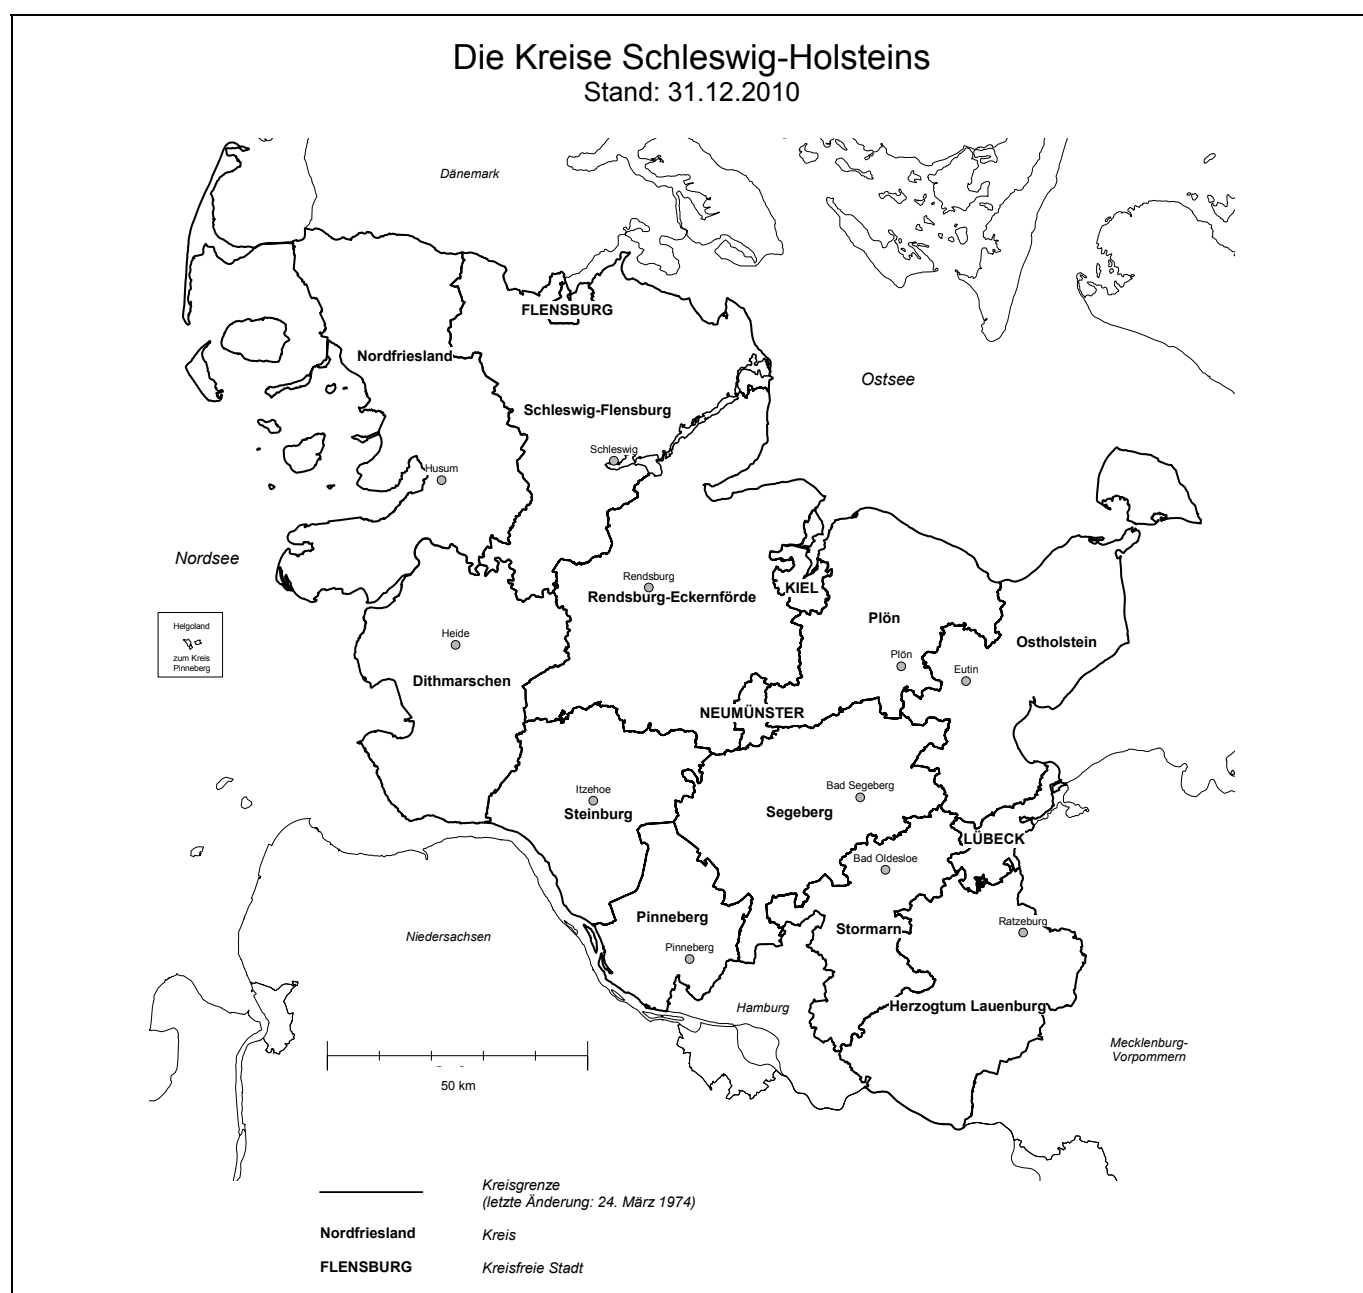 Die Kreise Schleswig-Holsteins
Stand: 31.12.2010
Dänemark
FLENSBURG
Nordfriesland
Ostsee
Schleswig-Flensburg
Schleswig
Husum
Nordsee
Rendsburg
KIEL
Rendsburg-Eckernförde
Helgoland
zum Kreis
Pinneberg
Heide
Plön
Ostholstein
Plön
Eutin
Dithmarschen
NEUMÜNSTER
Itzehoe
Steinburg
Bad Segeberg
Segeberg
LÜBECK
Bad Oldesloe
Pinneberg
Stormarn
Ratzeburg
Niedersachsen
Pinneberg
Hamburg
Herzogtum Lauenburg
Mecklenburg-
Vorpommern
50 km
Kreisgrenze
(letzte Änderung: 24. März 1974)
Nordfriesland Kreis
FLENSBURG Kreisfreie Stadt